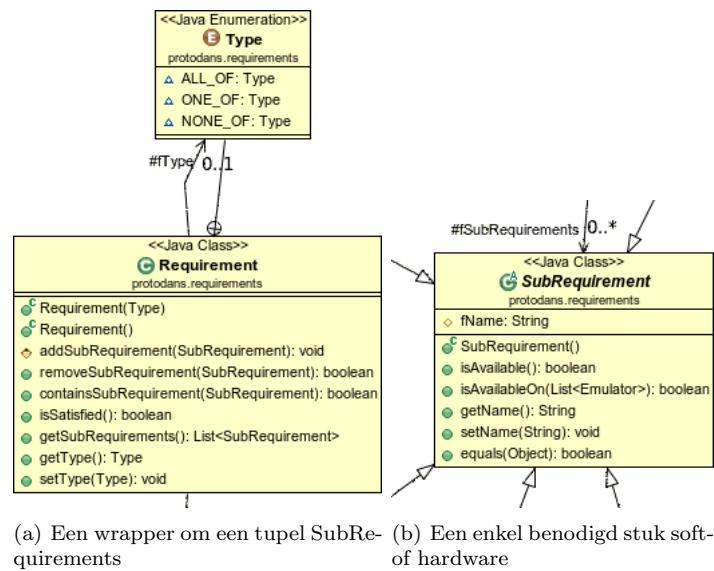 <<Java Enumeration>>
E Type
protodans.requirements
ALL_OF: Type
ONE_OF: Type
NONE_OF: Type
#fType 0..1
<<Java Class>>
C Requirement
protodans.requirements
C Requirement(Type)
C Requirement()
addSubRequirement(SubRequirement): void
removeSubRequirement(SubRequirement): boolean
containsSubRequirement(SubRequirement): boolean
isSatisfied(): boolean
getSubRequirements(): List<SubRequirement>
getType(): Type
setType(Type): void
(a) Een wrapper om een tupel SubRe-
quirements
#fSubRequirements 0..*
<<Java Class>>
C A SubRequirement
protodans.requirements
fName: String
C SubRequirement()
isAvailable(): boolean
isAvailableOn(List<Emulator>): boolean
getName(): String
setName(String): void
equals(Object): boolean
(b) Een enkel benodigd stuk soft-
of hardware